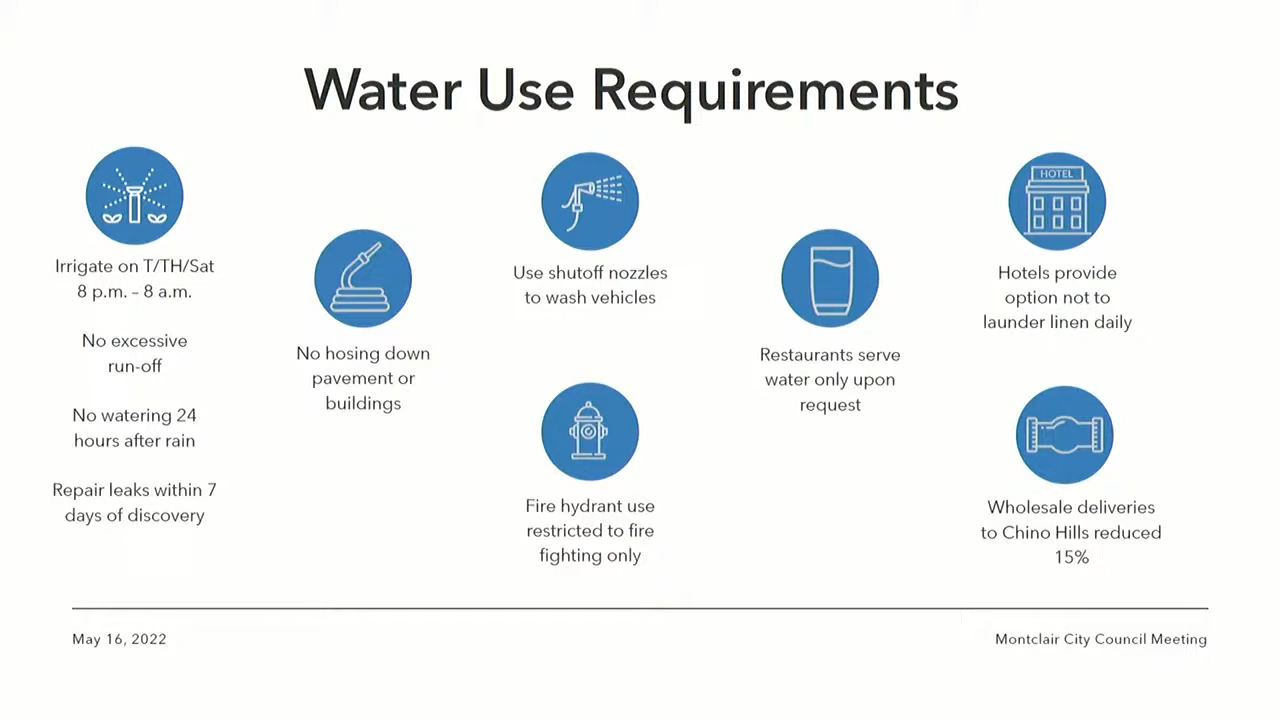 Water Use Requirements
Irrigate on T/TH/Sat
8 p.m. – 8 a.m.
No excessive
run-off
No watering 24
hours after rain
Repair leaks within 7
days of discovery
No hosing down
pavement or
buildings
Use shutoff nozzles
to wash vehicles
Fire hydrant use
restricted to fire
fighting only
Restaurants serve
water only upon
request
HOTEL
Hotels provide
option not to
launder linen daily
Wholesale deliveries
to Chino Hills reduced
15%
May 16, 2022
Montclair City Council Meeting